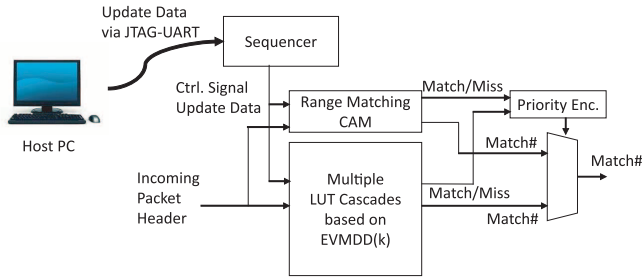 Update Data
via JTAG-UART
Sequencer
Host PC
Ctrl. Signal
Update Data
Range Matching
CAM
Match/Miss
Priority Enc.
Match#
Match#
Incoming
Packet
Header
Multiple
LUT Cascades
based on
EVMDD(k)
Match/Miss
Match#